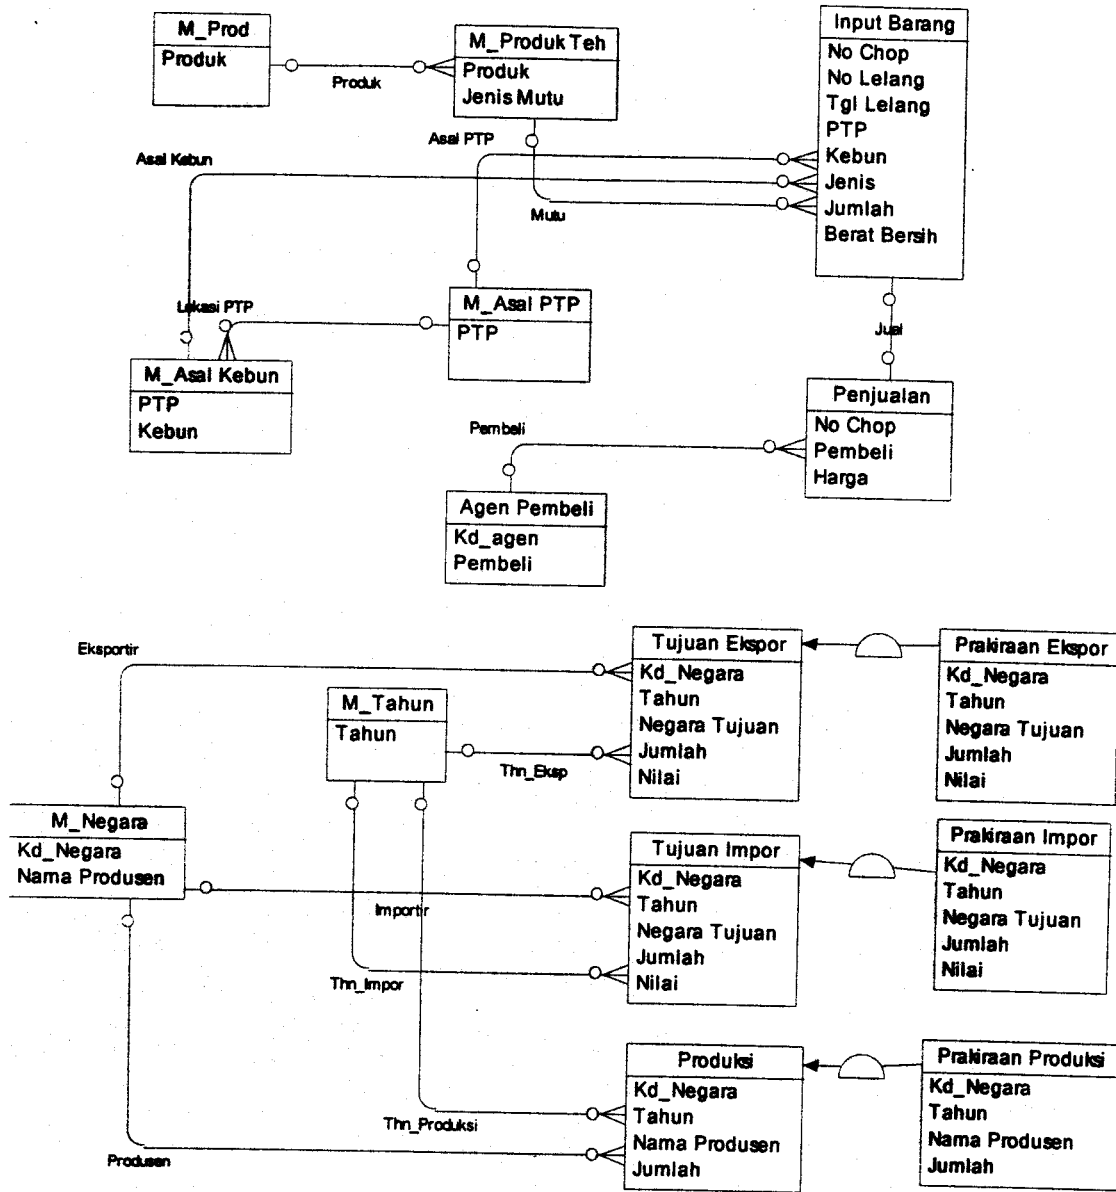 M_Prod
Produk
Produk
M_Produk Teh
Produk
Jenis Mutu
Input Barang
No Chop
No Lelang
Tgl Lelang
PTP
Kebun
Jenis
Jumlah
Berat Bersih
Asal PTP
Asal Kebun
Mutu
Lokasi PTP
M_Asal PTP
PTP
M_Asal Kebun
PTP
Kebun
Jual
Penjualan
No Chop
Pembeli
Harga
Pembeli
Agen Pembeli
Kd_agen
Pembeli
Eksportir
Tujuan Ekspor
Kd_Negara
Tahun
Negara Tujuan
Jumlah
Nilai
Prakiraan Ekspor
Kd_Negara
Tahun
Negara Tujuan
Jumlah
Nilai
M_Tahun
Tahun
Thn_Eksp
M_Negara
Kd_Negara
Nama Produsen
Importir
Tujuan Impor
Kd_Negara
Tahun
Negara Tujuan
Jumlah
Nilai
Prakiraan Impor
Kd_Negara
Tahun
Negara Tujuan
Jumlah
Nilai
Thn_Impor
Produksi
Kd_Negara
Tahun
Nama Produsen
Jumlah
Prakiraan Produksi
Kd_Negara
Tahun
Nama Produsen
Jumlah
Thn_Produksi
Produsen